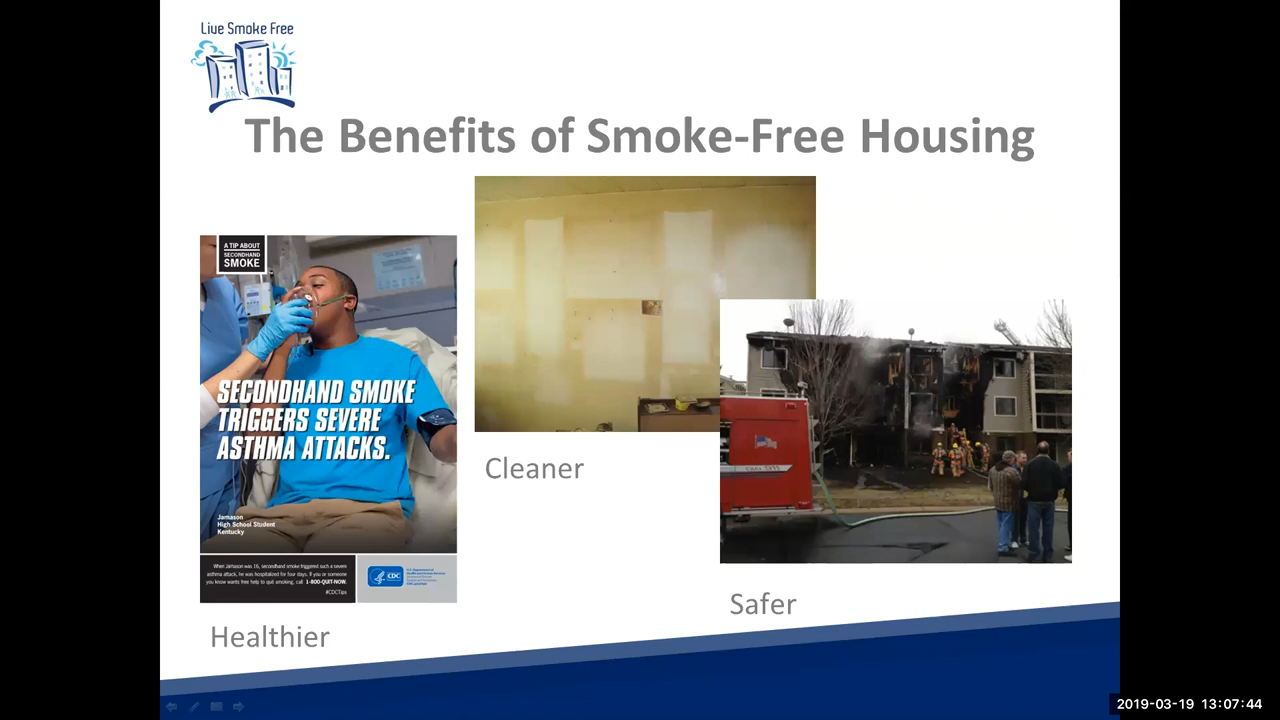 Live Smoke Free
The Benefits of Smoke-Free Housing
A TIP ABOUT
SECONDHAND
SMOKE
SECONDHAND SMOKE
TRIGGERS SEVERE
ASTHMA ATTACKS.
Jamason
High School Student
Kentucky
When Jamason was 16, secondhand smoke triggered such a severe
asthma attack, he was hospitalized for four days. If you or someone
you know wants free help to quit smoking, call 1-800-QUIT-NOW.
#CDCTips
CDC
Healthier
Cleaner
Safer
2019-03-19 13:07:44